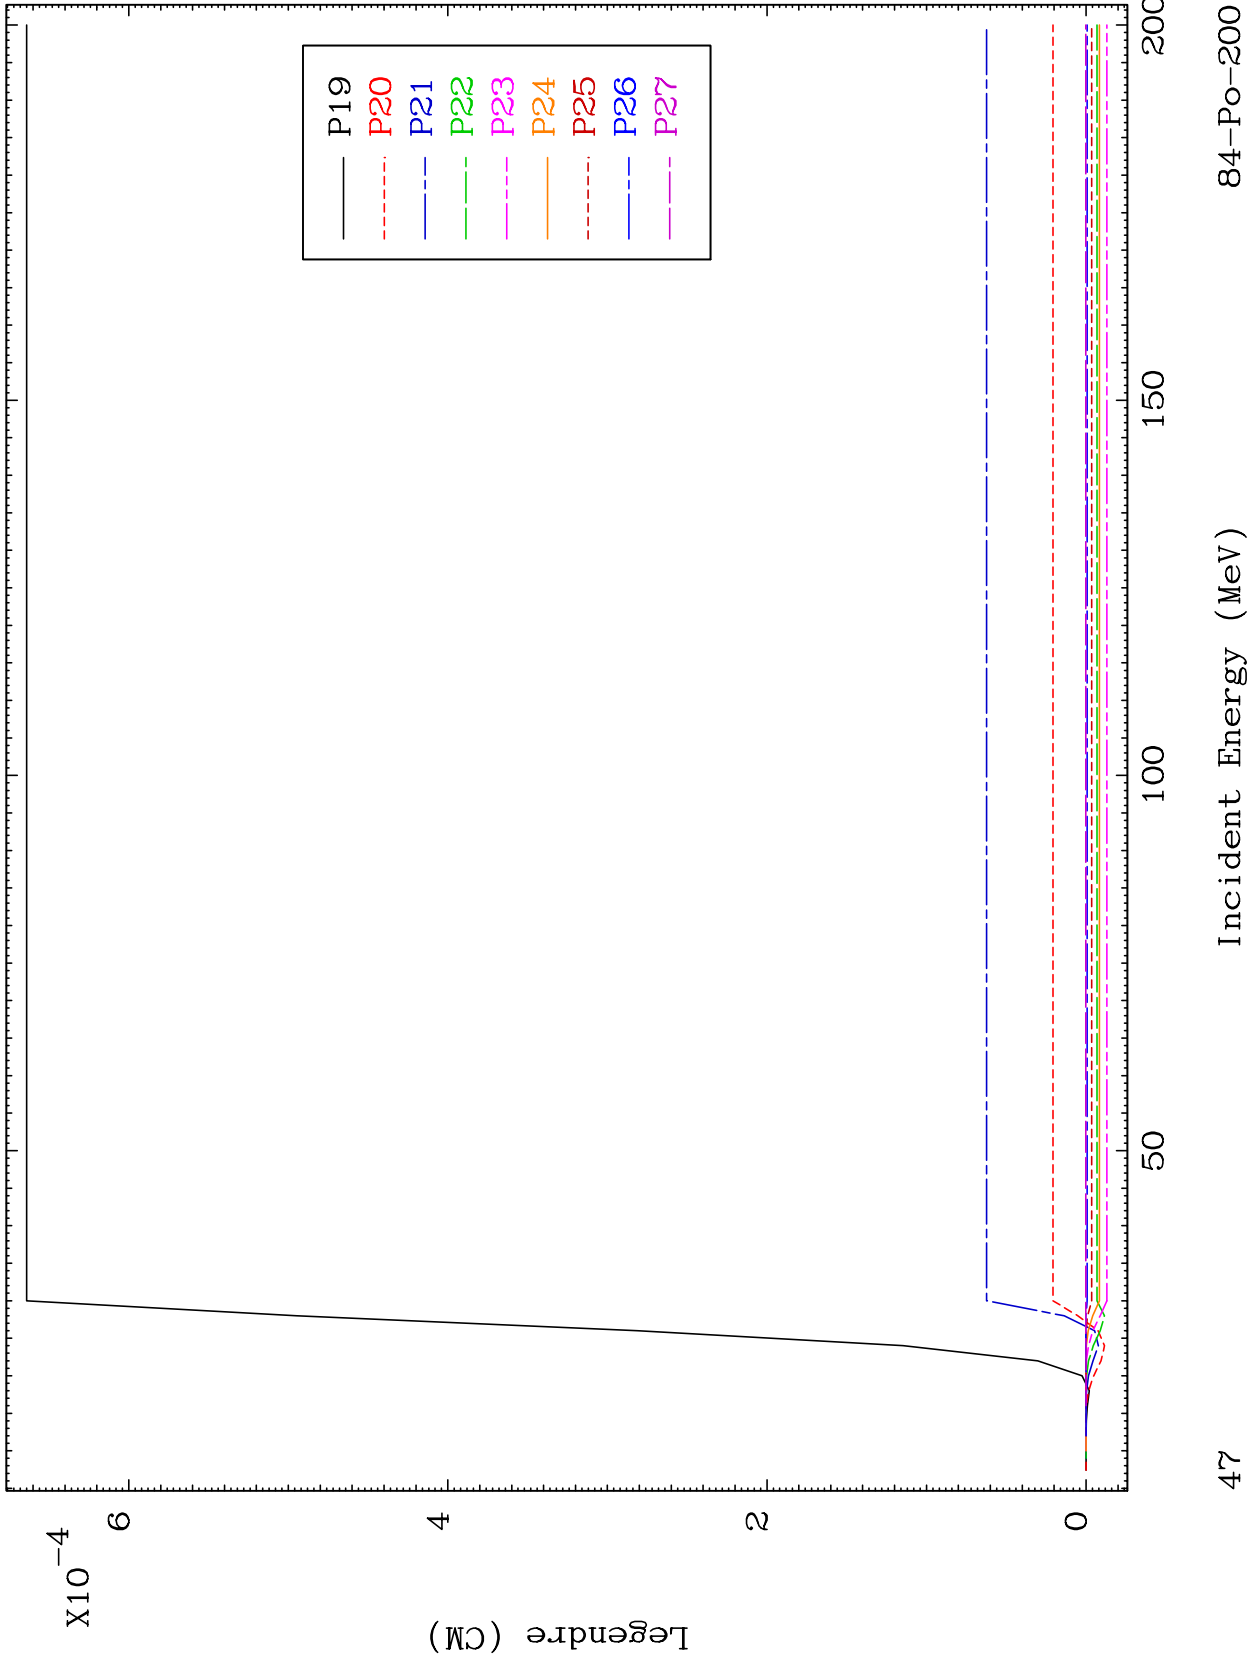 X10-4
Legendre (CM)
6
4
2
0
P19
P20
P21
P22
P23
P24
P25
P26
P27
50
100
150
200
Incident Energy (MeV)
47
84-Po-200